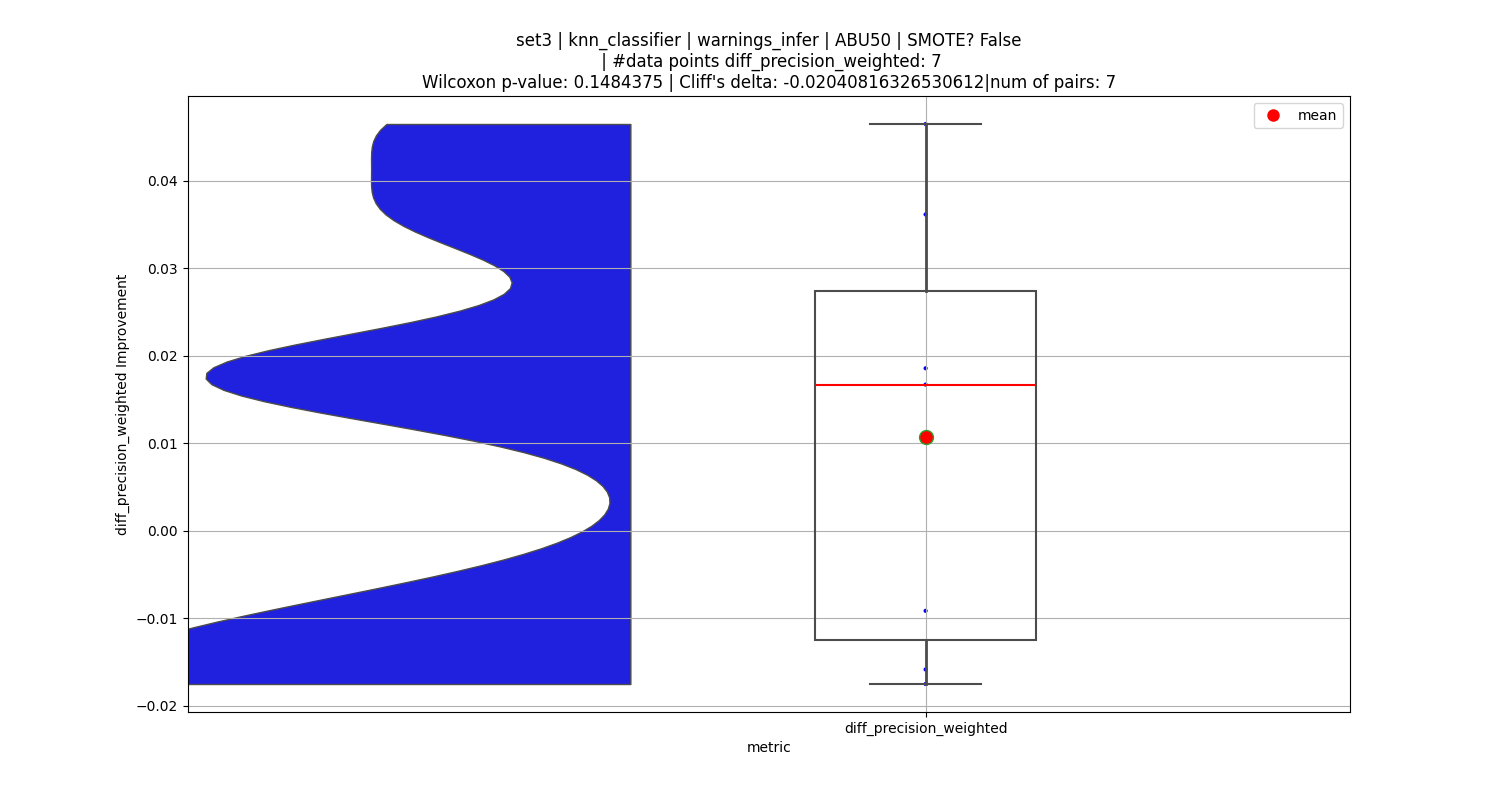 set3 | knn_classifier | warnings_infer | ABU50 | SMOTE? False
| #data points diff_precision_weighted: 7
Wilcoxon p-value: 0.1484375 | Cliff's delta: -0.02040816326530612|num of pairs: 7
mean
0.04
0.03
0.02
0.01
0.00
−0.01
−0.02
diff_precision_weighted Improvement
diff_precision_weighted
metric